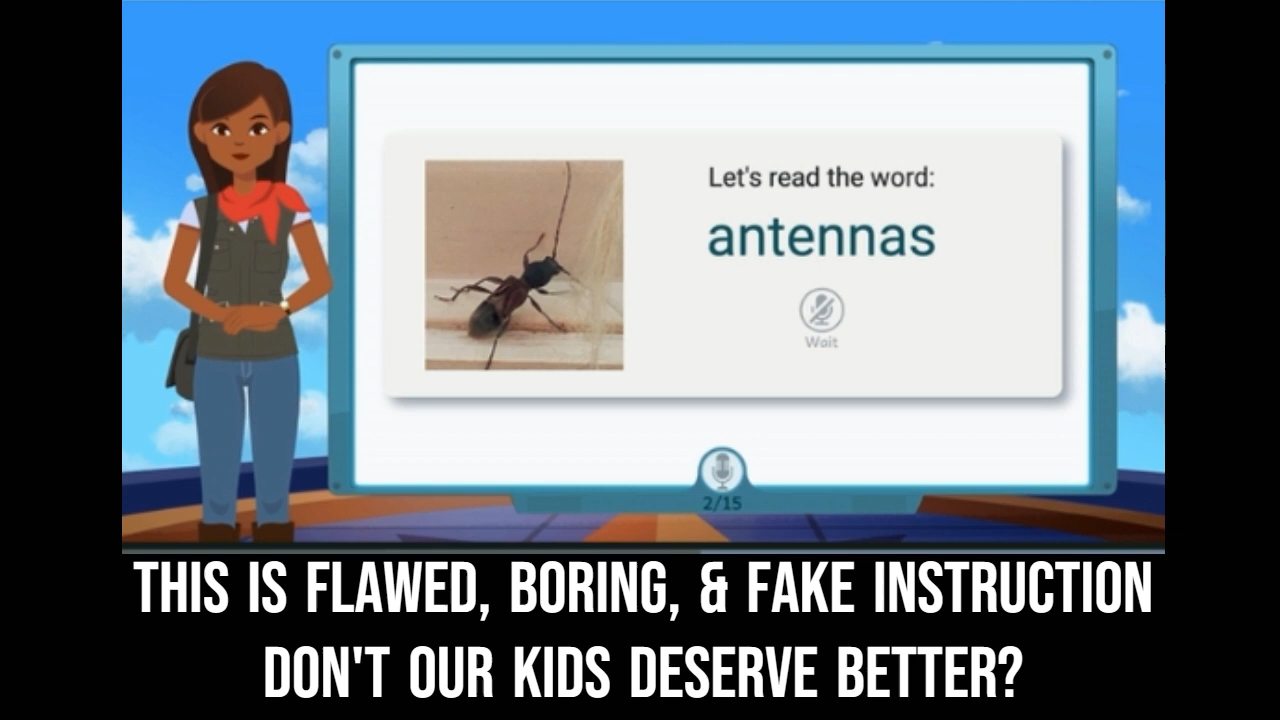 Let's read the word:
antennas
Wait
2/15
THIS IS FLAWED, BORING, & FAKE INSTRUCTION
DON'T OUR KIDS DESERVE BETTER?